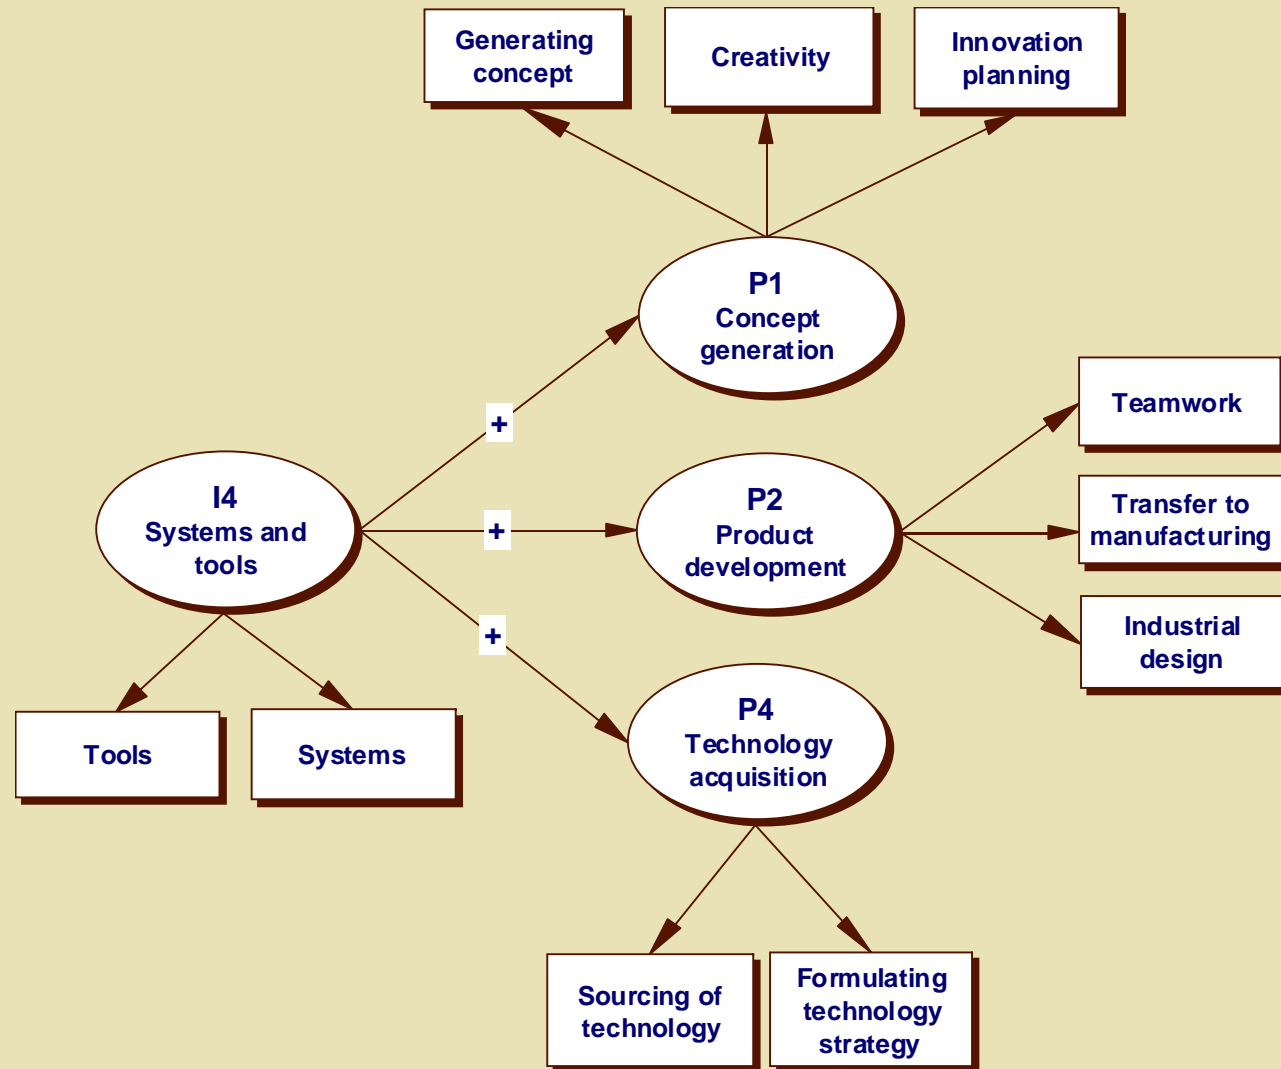 Generating
concept
Creativity
Innovation
planning
P1
Concept
generation
+
Teamwork
I4
Systems and
tools
+
P2
Product
development
Transfer to
manufacturing
+
Industrial
design
Tools
Systems
P4
Technology
acquisition
Sourcing of
technology
Formulating
technology
strategy